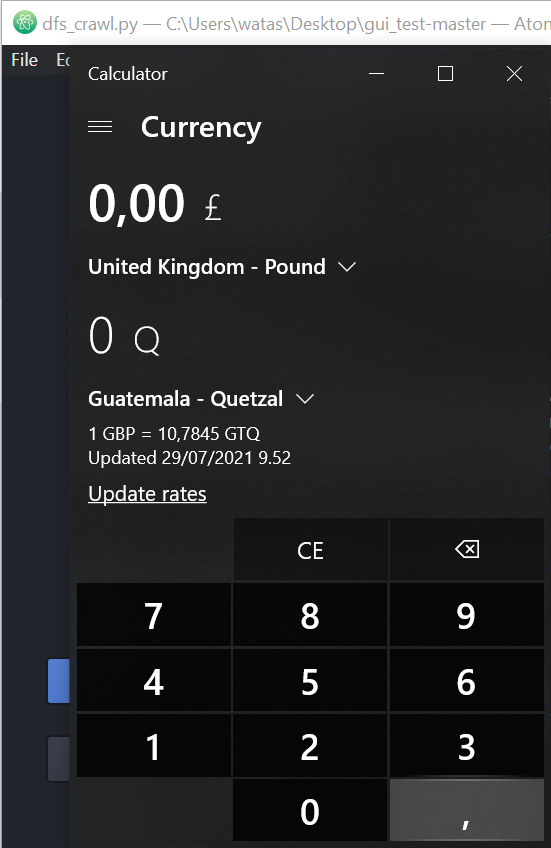 dfs_crawl.py — C:\Users\watas\Desktop\gui_test-master — Aton
File
Calculator
Currency
0,00 £
United Kingdom - Pound
0 Q
Guatemala - Quetzal
1 GBP = 10,7845 GTQ
Updated 29/07/2021 9.52
Update rates
CE
7 8 9
4 5 6
1 2 3
0 ,